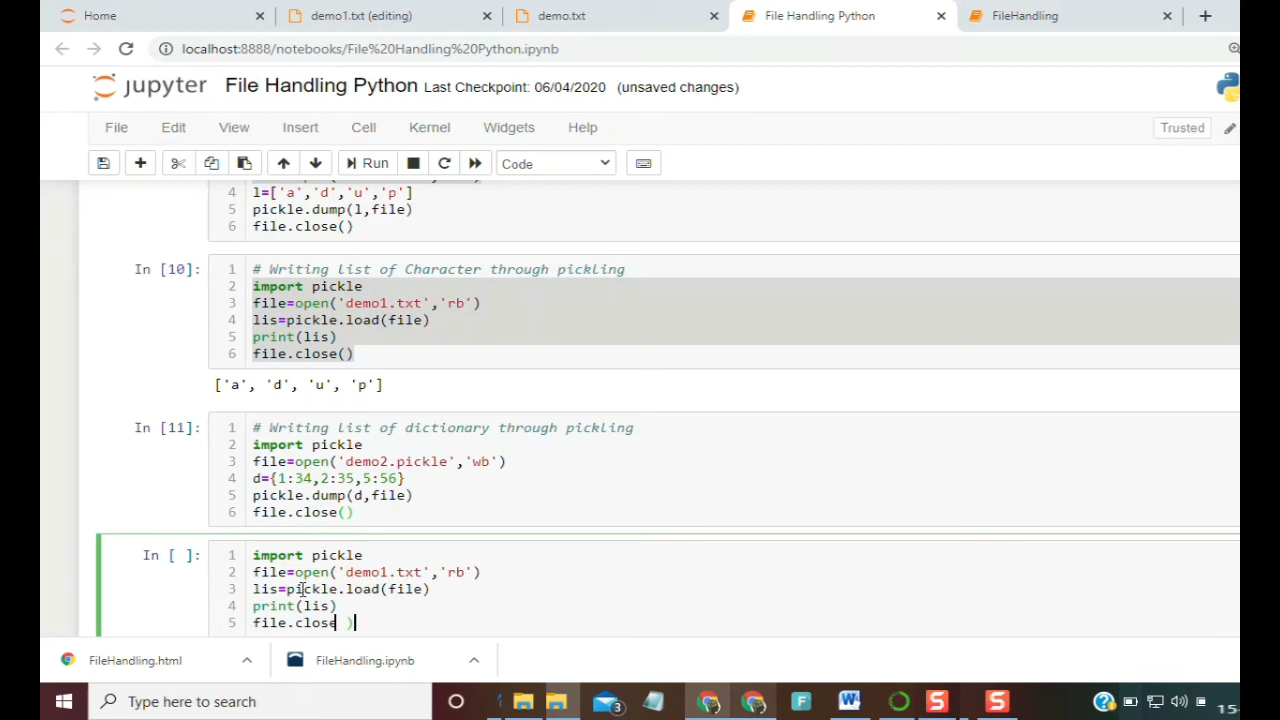 Home
demo1.txt (editing)
demo.txt
File Handling Python
FileHandling
localhost:8888/notebooks/File%20Handling%20Python.ipynb
jupyter File Handling Python Last Checkpoint: 06/04/2020 (unsaved changes)
File Edit View Insert Cell Kernel Widgets Help Trusted
Run Code
4 l=['a','d','u','p']
5 pickle.dump(l,file)
6 file.close()
In [10]: 1 # Writing list of Character through pickling
2 import pickle
3 file=open('demo1.txt','rb')
4 lis=pickle.load(file)
5 print(lis)
6 file.close()
['a', 'd', 'u', 'p']
In [11]: 1 # Writing list of dictionary through pickling
2 import pickle
3 file=open('demo2.pickle','wb')
4 d={1:34,2:35,5:56}
5 pickle.dump(d,file)
6 file.close()
In [ ]: 1 import pickle
2 file=open('demo1.txt','rb')
3 lis=pickle.load(file)
4 print(lis)
5 file.close )
FileHandling.html
FileHandling.ipynb
Type here to search
3
F
W
S
S